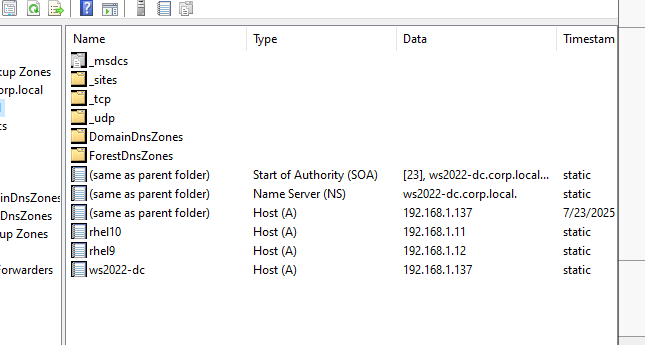 Name Type Data Timestam
_msdcs
tup Zones
_sites
orp.local
_tcp
_udp
DomainDnsZones
ForestDnsZones
(same as parent folder) Start of Authority (SOA) [23], ws2022-dc.corp.local... static
inDnsZones (same as parent folder) Name Server (NS) ws2022-dc.corp.local. static
DnsZones (same as parent folder) Host (A) 192.168.1.137 7/23/2025
up Zones rhel10 Host (A) 192.168.1.11 static
rhel9 Host (A) 192.168.1.12 static
Forwarders ws2022-dc Host (A) 192.168.1.137 static